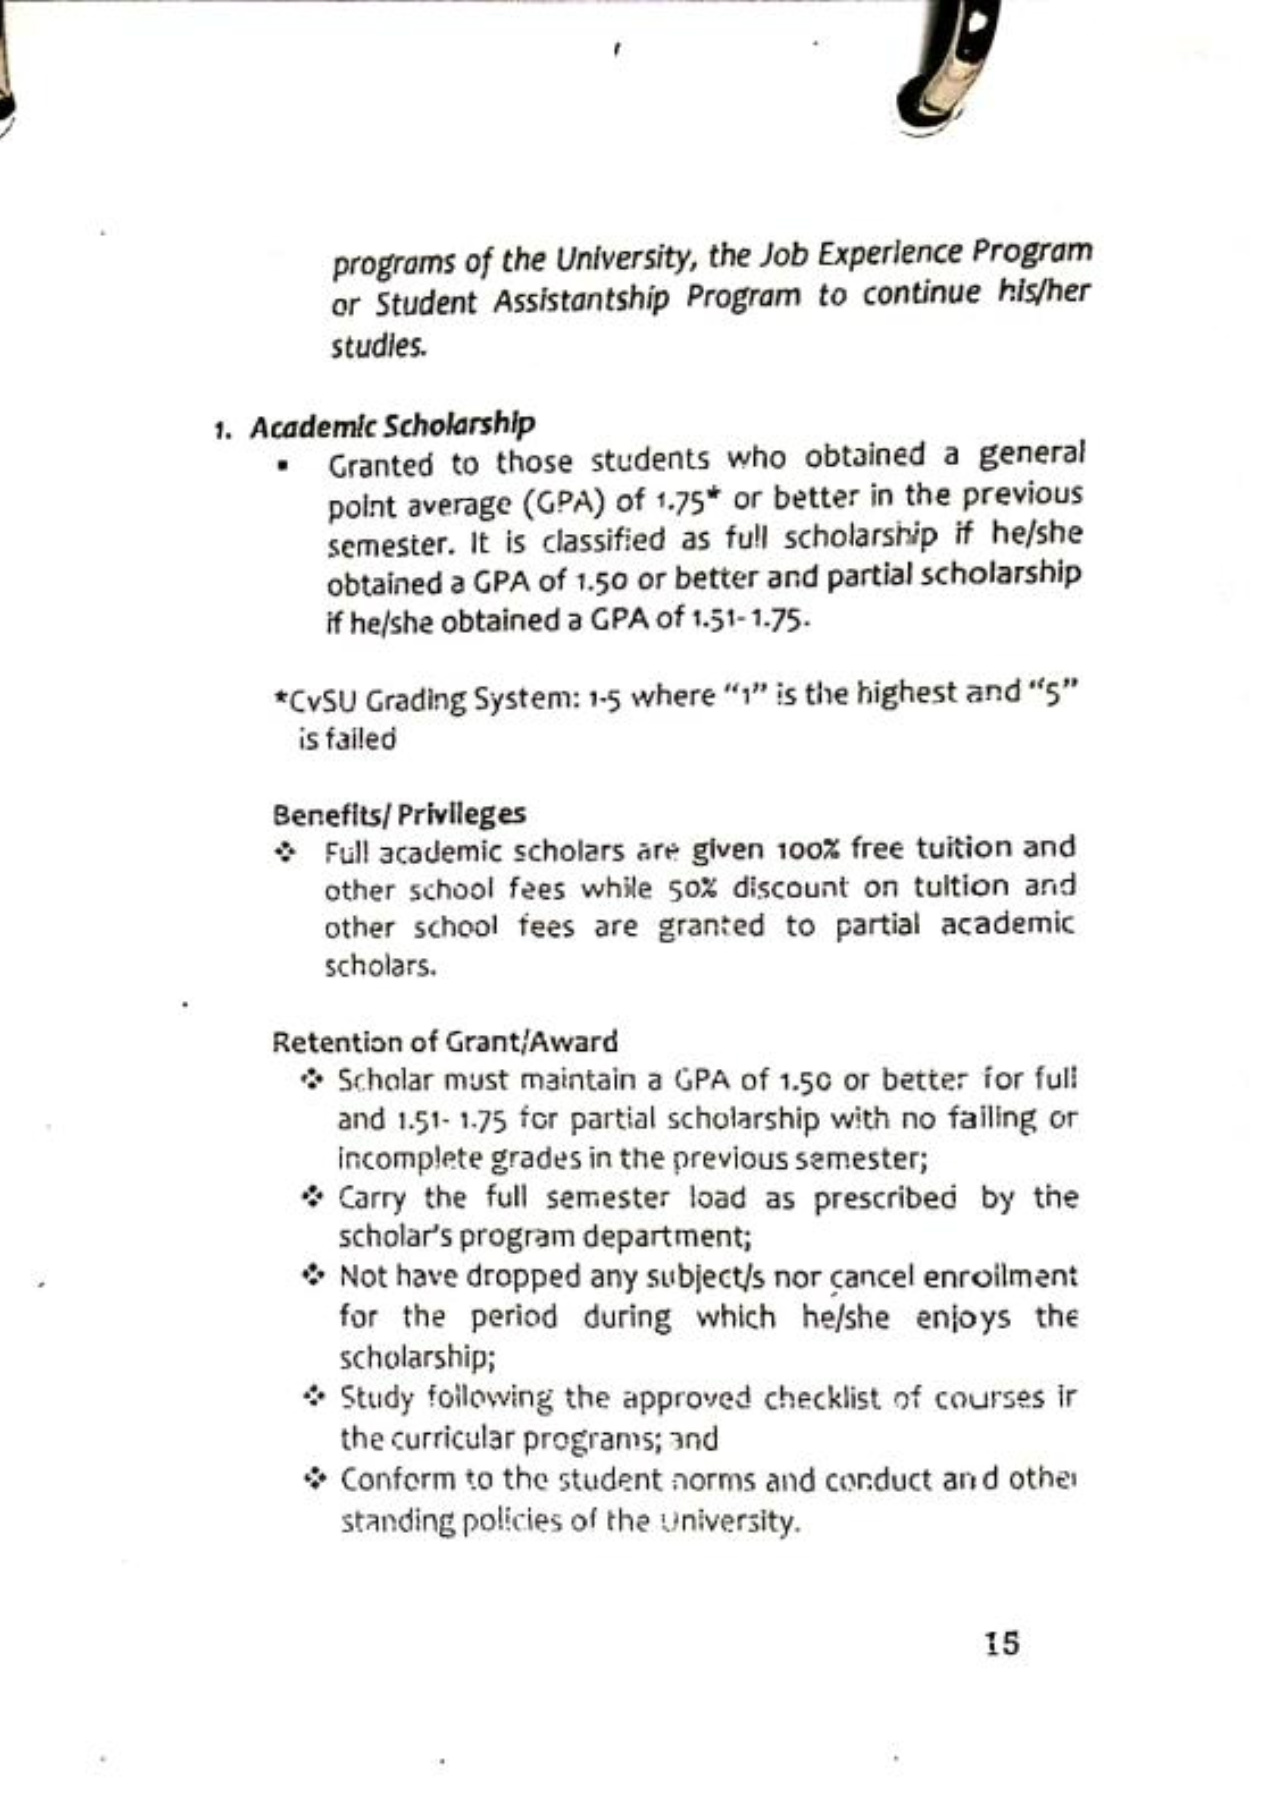 programs of the University, the Job Experience Program
or Student Assistantship Program to continue his/her
studies.
1. Academic Scholarship
▪ Granted to those students who obtained a general
point average (GPA) of 1.75* or better in the previous
semester. It is classified as full scholarship if he/she
obtained a GPA of 1.50 or better and partial scholarship
if he/she obtained a GPA of 1.51- 1.75.
*CvSU Grading System: 1-5 where “1” is the highest and “5”
is failed
Benefits/ Privileges
❖ Full academic scholars are given 100% free tuition and
other school fees while 50% discount on tuition and
other school fees are granted to partial academic
scholars.
Retention of Grant/Award
❖ Scholar must maintain a GPA of 1.50 or better for full
and 1.51- 1.75 for partial scholarship with no failing or
incomplete grades in the previous semester;
❖ Carry the full semester load as prescribed by the
scholar's program department;
❖ Not have dropped any subject/s nor cancel enrollment
for the period during which he/she enjoys the
scholarship;
❖ Study following the approved checklist of courses in
the curricular programs; and
❖ Conform to the student norms and conduct and other
standing policies of the University.
15